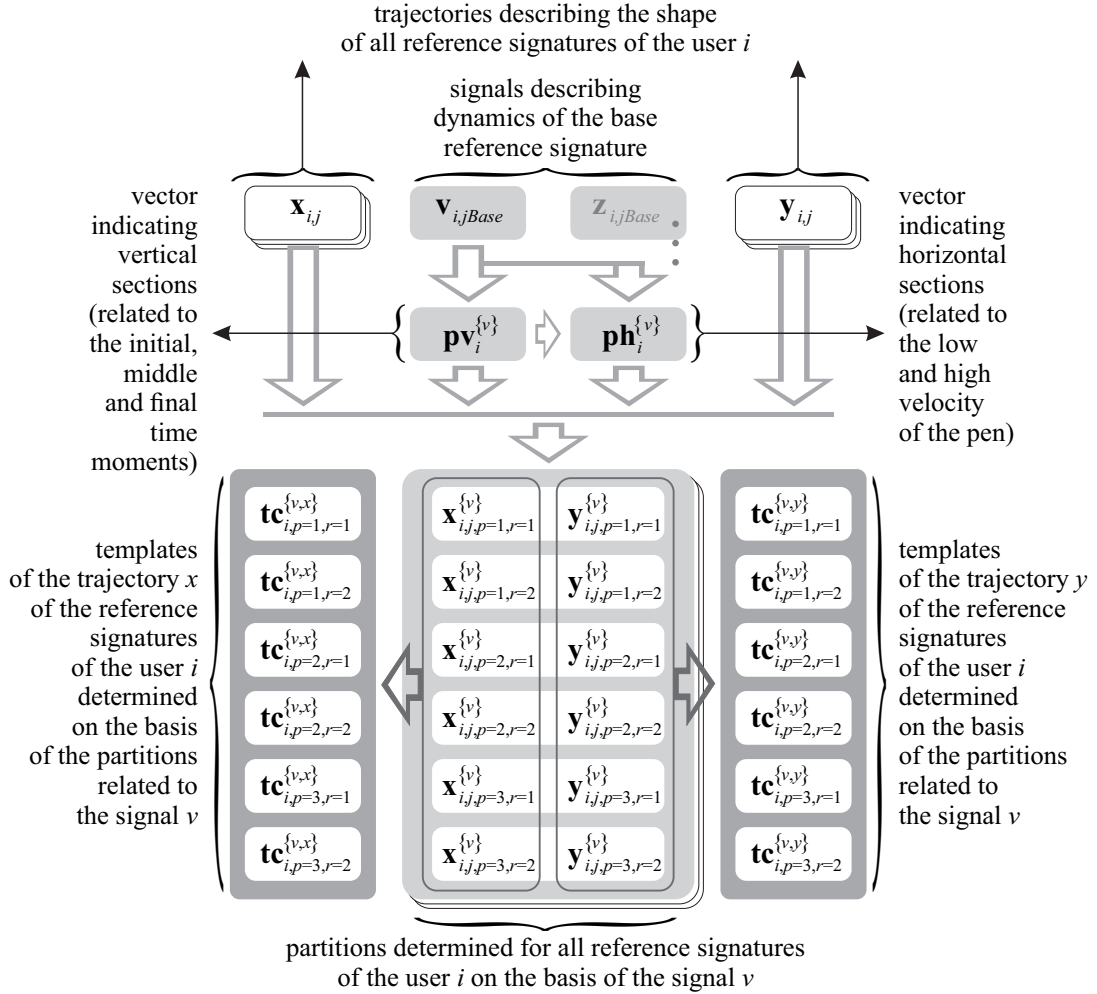 trajectories describing the shape
of all reference signatures of the user i
signals describing
dynamics of the base
reference signature
vector
indicating
vertical
sections
(related to
the initial,
middle
and final
time
moments)
x_{i,j}
v_{i,jBase}
z_{i,jBase}
y_{i,j}
pv_i^{\{v\}}
ph_i^{\{v\}}
vector
indicating
horizontal
sections
(related to
the low
and high
velocity
of the pen)
templates
of the trajectory x
of the reference
signatures
of the user i
determined
on the basis
of the partitions
related to
the signal v
tc_{i,p=1,r=1}^{\{v,x\}}
tc_{i,p=1,r=2}^{\{v,x\}}
tc_{i,p=2,r=1}^{\{v,x\}}
tc_{i,p=2,r=2}^{\{v,x\}}
tc_{i,p=3,r=1}^{\{v,x\}}
tc_{i,p=3,r=2}^{\{v,x\}}
x_{i,j,p=1,r=1}^{\{v\}}
x_{i,j,p=1,r=2}^{\{v\}}
x_{i,j,p=2,r=1}^{\{v\}}
x_{i,j,p=2,r=2}^{\{v\}}
x_{i,j,p=3,r=1}^{\{v\}}
x_{i,j,p=3,r=2}^{\{v\}}
y_{i,j,p=1,r=1}^{\{v\}}
y_{i,j,p=1,r=2}^{\{v\}}
y_{i,j,p=2,r=1}^{\{v\}}
y_{i,j,p=2,r=2}^{\{v\}}
y_{i,j,p=3,r=1}^{\{v\}}
y_{i,j,p=3,r=2}^{\{v\}}
tc_{i,p=1,r=1}^{\{v,y\}}
tc_{i,p=1,r=2}^{\{v,y\}}
tc_{i,p=2,r=1}^{\{v,y\}}
tc_{i,p=2,r=2}^{\{v,y\}}
tc_{i,p=3,r=1}^{\{v,y\}}
tc_{i,p=3,r=2}^{\{v,y\}}
templates
of the trajectory y
of the reference
signatures
of the user i
determined
on the basis
of the partitions
related to
the signal v
partitions determined for all reference signatures
of the user i on the basis of the signal v